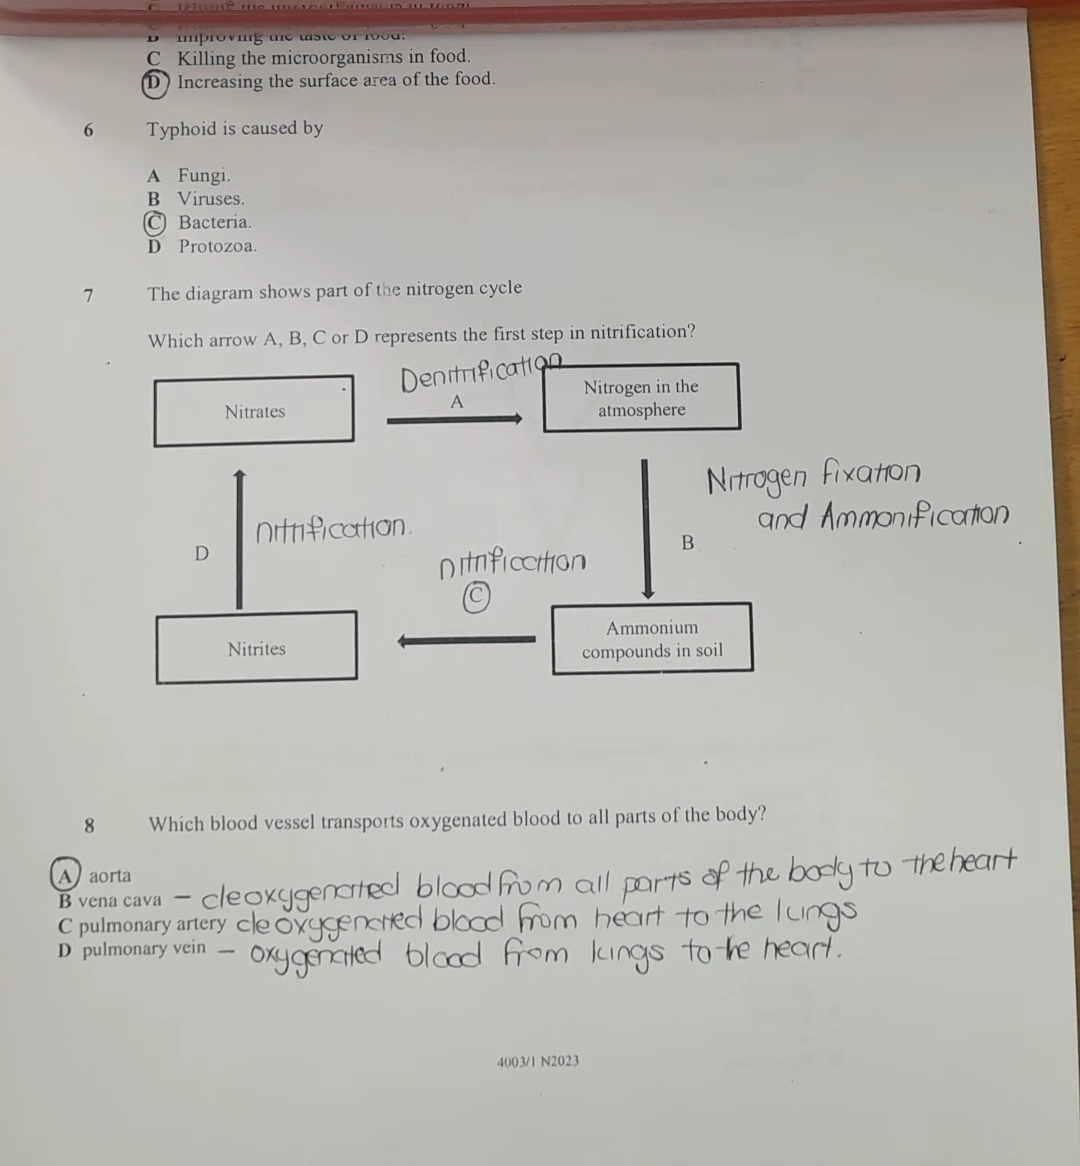 D Improving the taste of food.
C Killing the microorganisms in food.
D Increasing the surface area of the food.
6 Typhoid is caused by
A Fungi.
B Viruses.
C Bacteria.
D Protozoa.
7 The diagram shows part of the nitrogen cycle
Which arrow A, B, C or D represents the first step in nitrification?
Denitrification
A
Nitrates
Nitrogen in the
atmosphere
Nitrogen fixation
and Ammonification
B
nitrification.
D
nitrification
C
Nitrites
Ammonium
compounds in soil
8 Which blood vessel transports oxygenated blood to all parts of the body?
A aorta
B vena cava – deoxygenated blood from all parts of the body to the heart
C pulmonary artery deoxygenated blood from heart to the lungs
D pulmonary vein – oxygenated blood from lungs to the heart.
4003/1 N2023